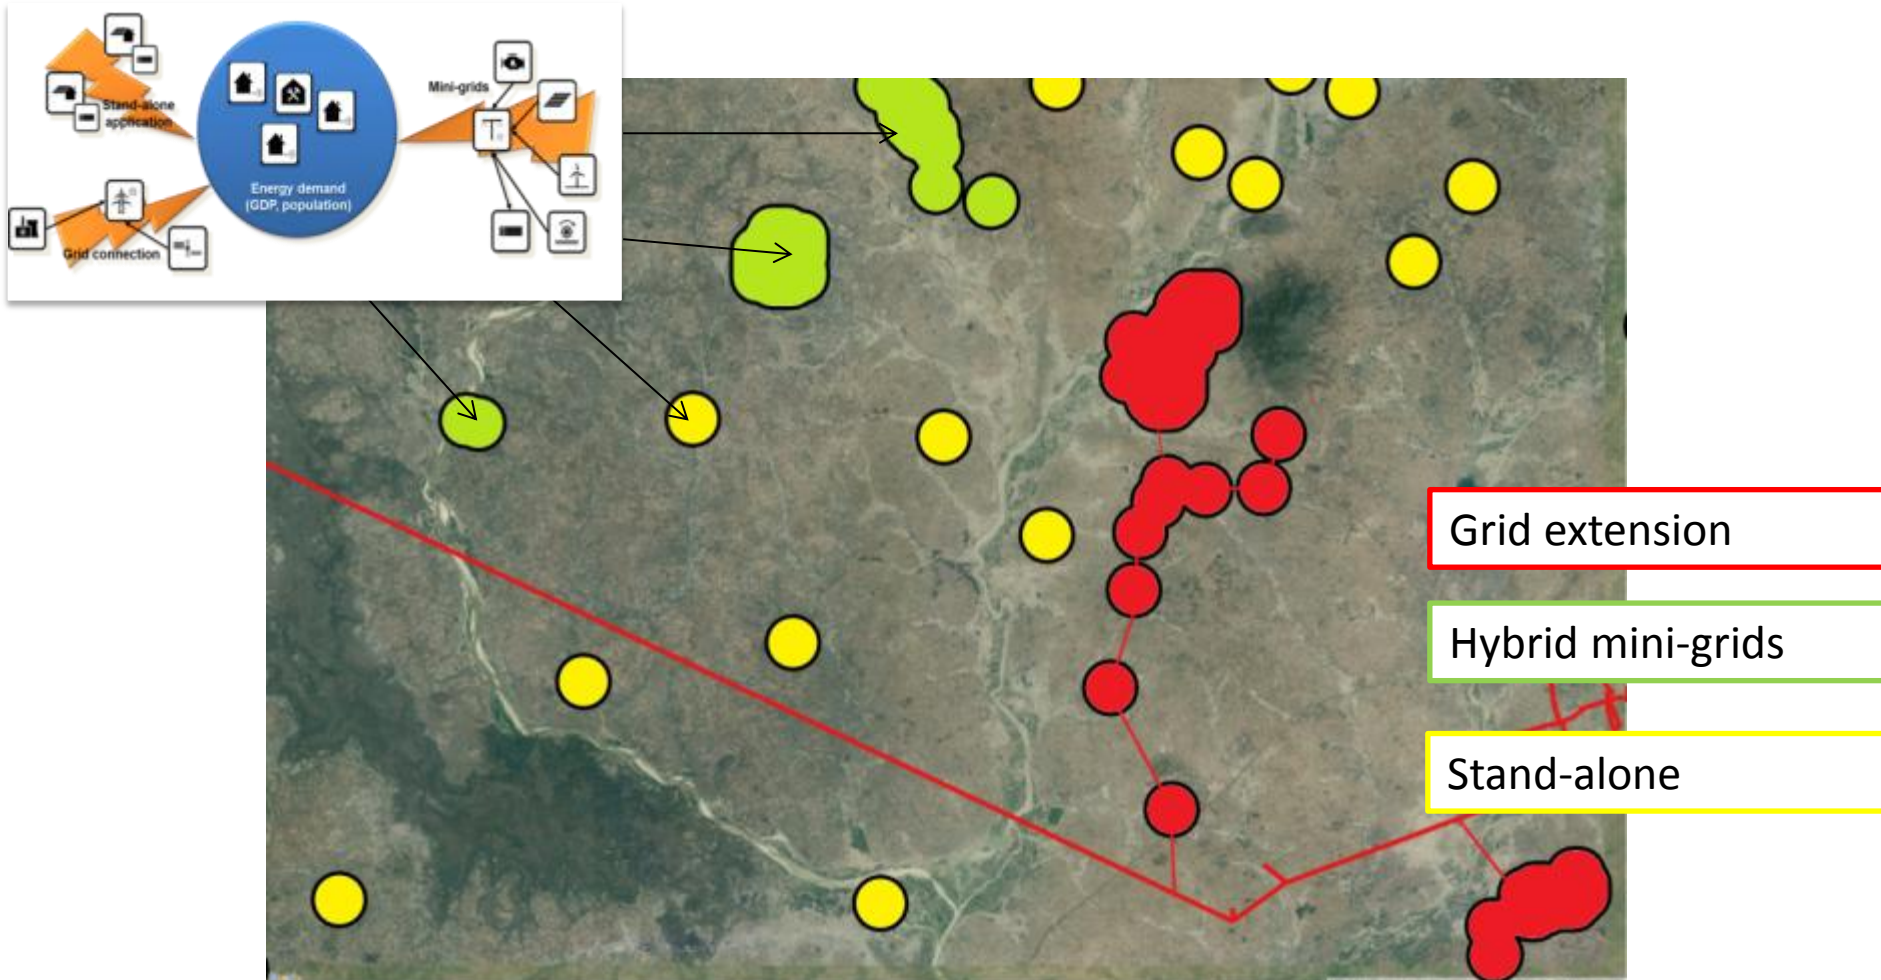 Stand-alone
application
Mini-grids
Energy demand
(GDP, population)
Grid connection
Grid extension
Hybrid mini-grids
Stand-alone